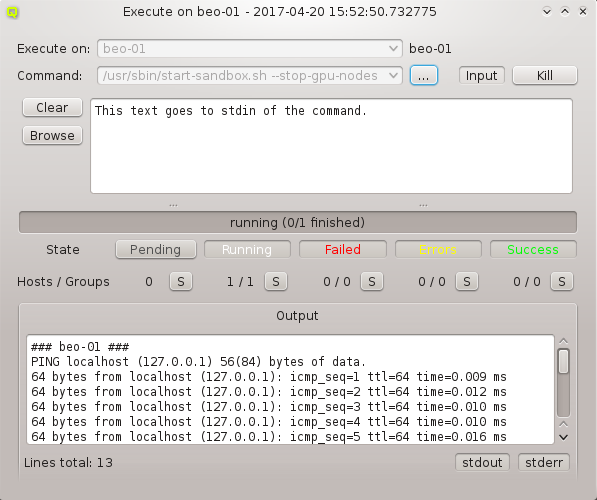 Execute on beo-01 - 2017-04-20 15:52:50.732775
Execute on: beo-01 beo-01
Command: /usr/sbin/start-sandbox.sh --stop-gpu-nodes ... Input Kill
Clear
Browse
This text goes to stdin of the command.
... ...
running (0/1 finished)
State Pending Running Failed Errors Success
Hosts / Groups 0 S 1 / 1 S 0 / 0 S 0 / 0 S 0 / 0 S
Output
### beo-01 ###
PING localhost (127.0.0.1) 56(84) bytes of data.
64 bytes from localhost (127.0.0.1): icmp_seq=1 ttl=64 time=0.009 ms
64 bytes from localhost (127.0.0.1): icmp_seq=2 ttl=64 time=0.012 ms
64 bytes from localhost (127.0.0.1): icmp_seq=3 ttl=64 time=0.010 ms
64 bytes from localhost (127.0.0.1): icmp_seq=4 ttl=64 time=0.010 ms
64 bytes from localhost (127.0.0.1): icmp_seq=5 ttl=64 time=0.016 ms
Lines total: 13 stdout stderr